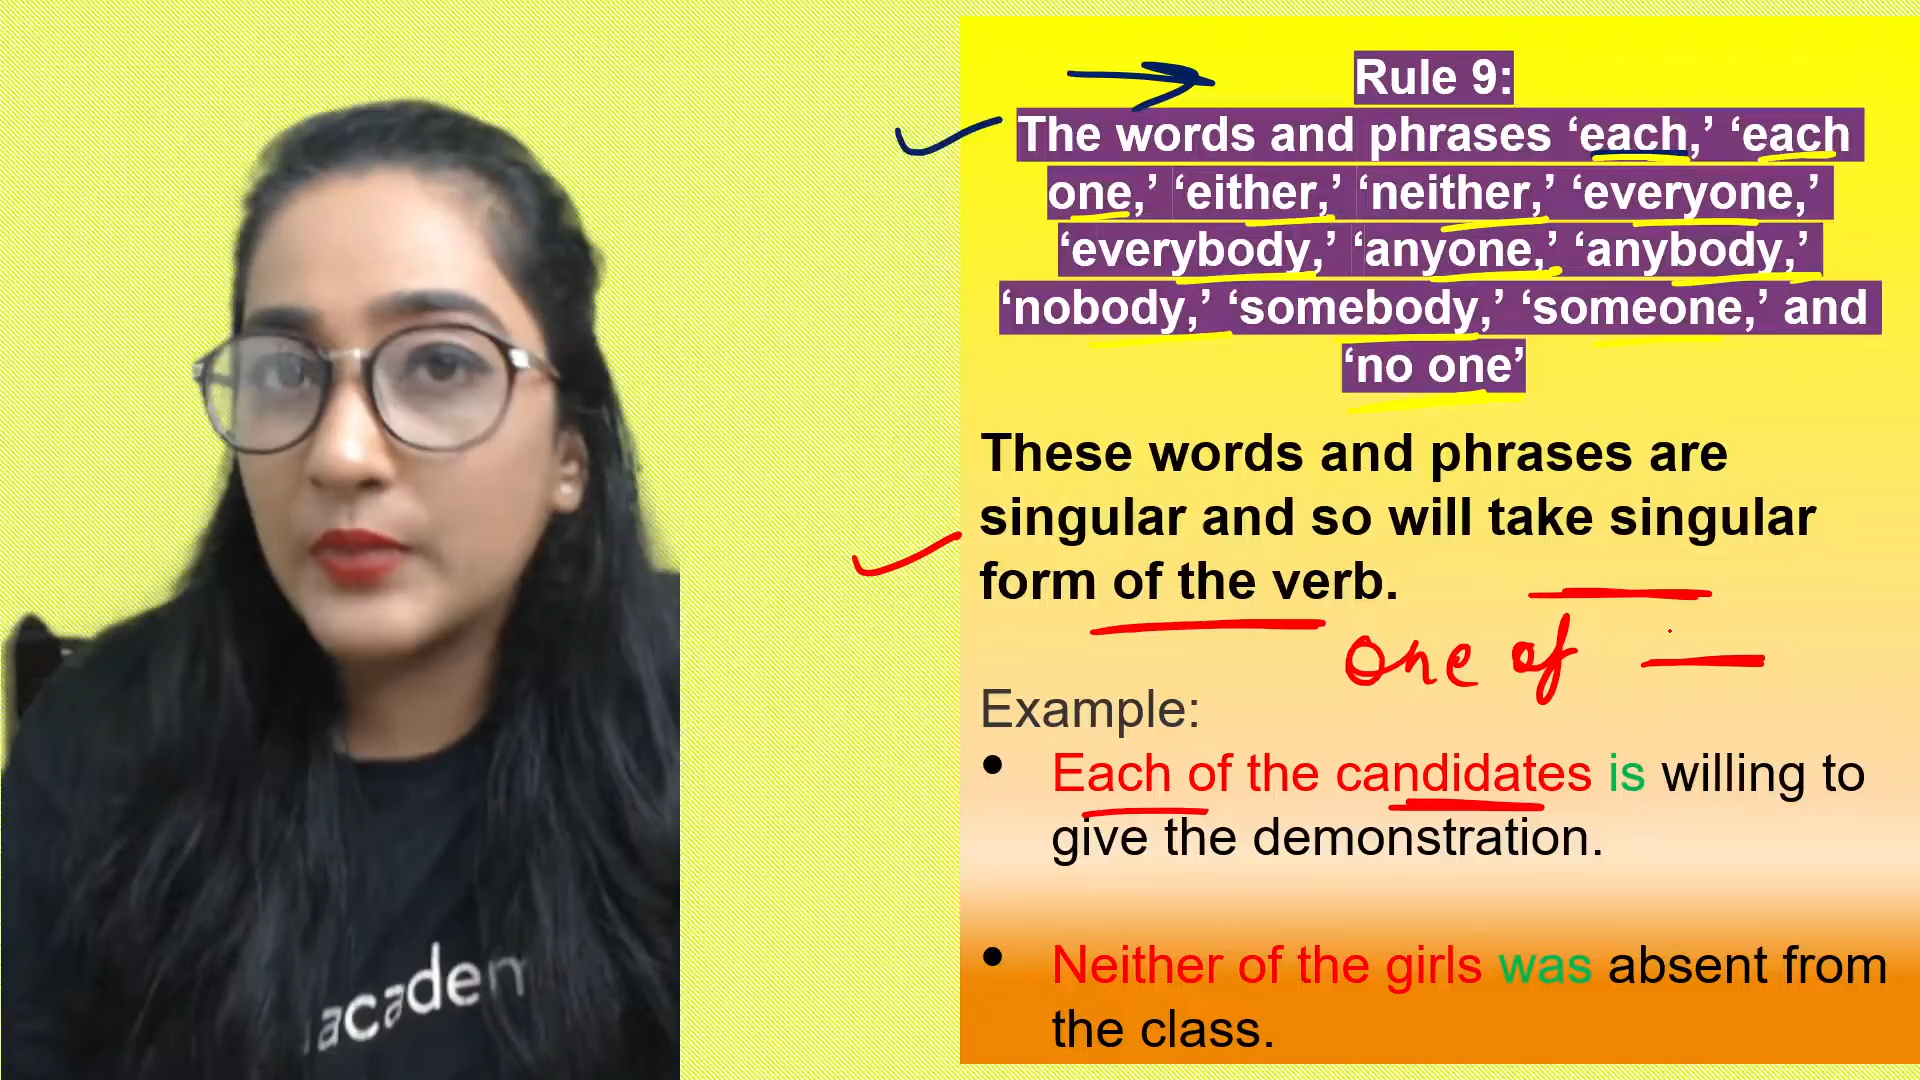 Rule 9:
The words and phrases ‘each,’ ‘each
one,’ ‘either,’ ‘neither,’ ‘everyone,’
‘everybody,’ ‘anyone,’ ‘anybody,’
‘nobody,’ ‘somebody,’ ‘someone,’ and
‘no one’
These words and phrases are
singular and so will take singular
form of the verb.
one of
Example:
• Each of the candidates is willing to
give the demonstration.
• Neither of the girls was absent from
the class.
academ